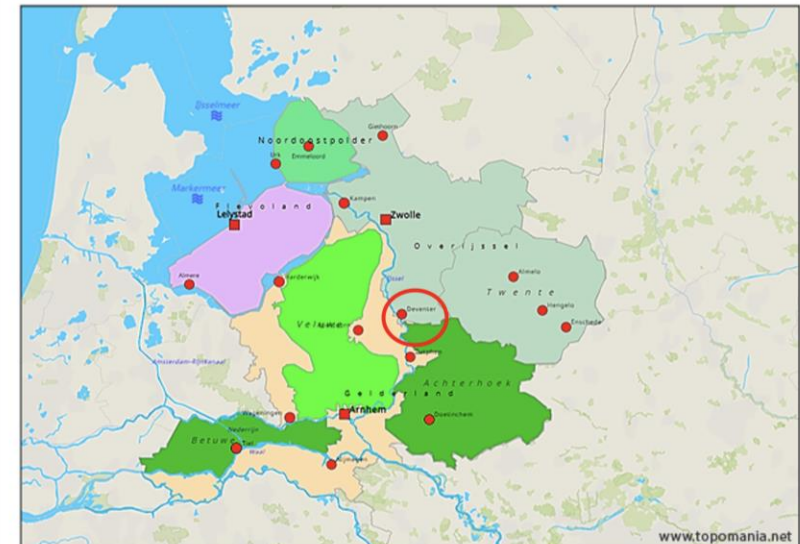 IJsselmeer
Giethoorn
Noordoostpolder
Urk
Emmeloord
Markermeer
Flevoland
Lelystad
Kampen
Zwolle
Overijssel
IJssel
Almere
Harderwijk
Almelo
Twente
Hengelo
Deventer
Enschede
Veluwe
Zutphen
Amsterdam-Rijnkanaal
Achterhoek
Gelderland
Wageningen
Arnhem
Doetinchem
Nederrijn
Betuwe
Tiel
Waal
Nijmegen
www.topomania.net